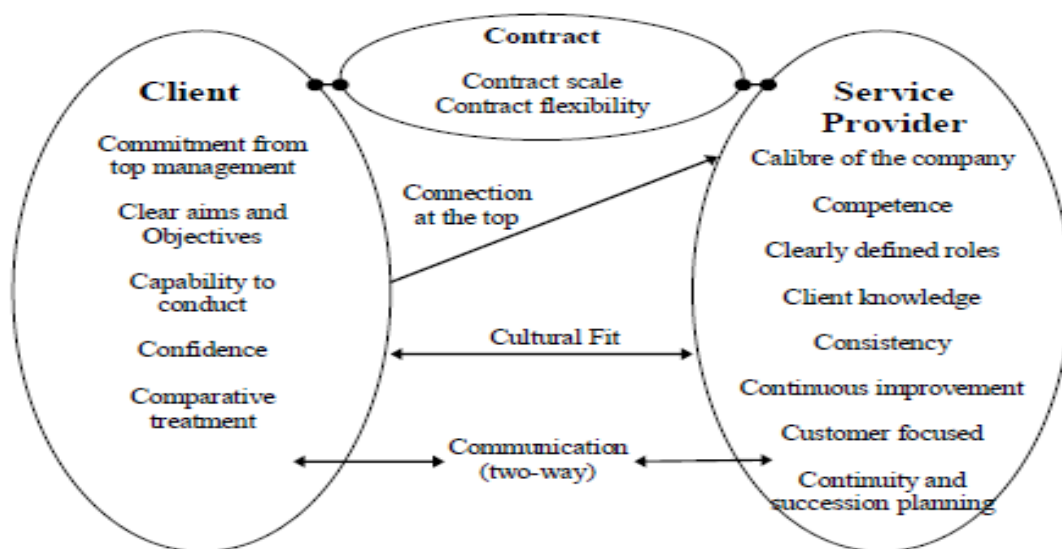 Contract
Contract scale
Contract flexibility
Client
Commitment from
top management
Clear aims and
Objectives
Capability to
conduct
Confidence
Comparative
treatment
Connection
at the top
Cultural Fit
Communication
(two-way)
Service
Provider
Calibre of the company
Competence
Clearly defined roles
Client knowledge
Consistency
Continuous improvement
Customer focused
Continuity and
succession planning